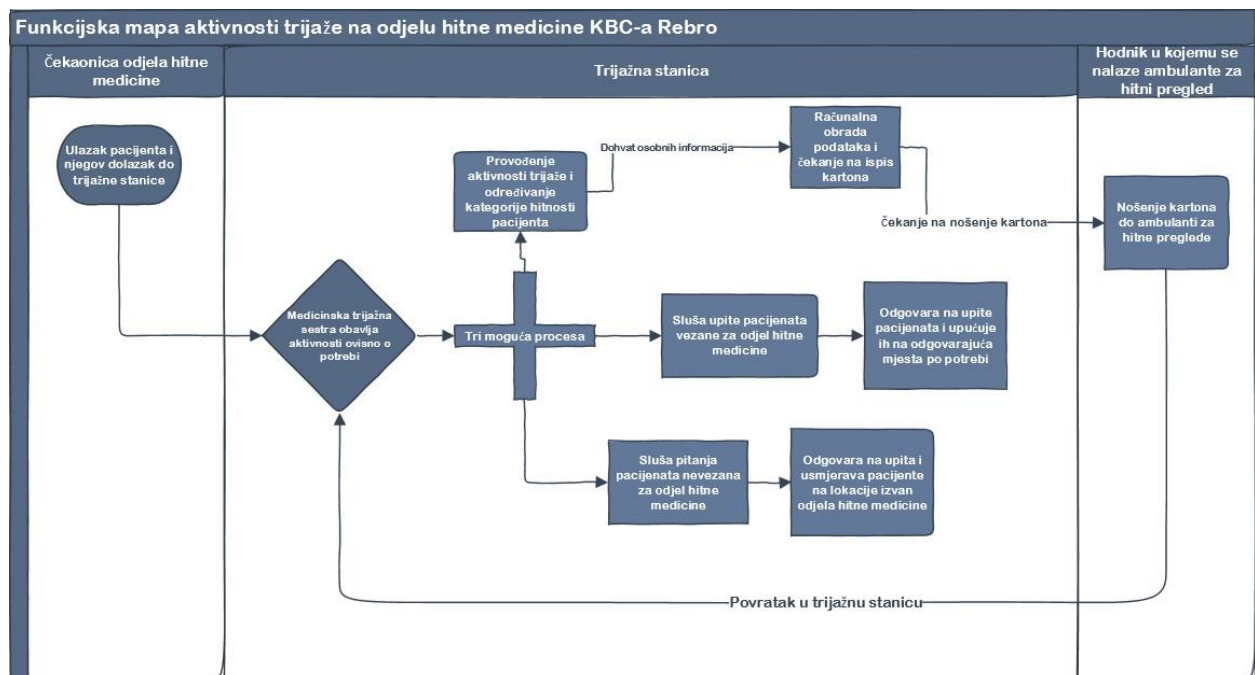 Funkcijska mapa aktivnosti trijaže na odjelu hitne medicine KBC-a Rebro
Čekaonica odjela hitne
medicine
Trijažna stanica
Hodnik u kojemu se
nalaze ambulante za
hitni pregled
Ulazak pacijenta i
njegov dolazak do
trijažne stanice
Provođenje
aktivnosti trijaže i
određivanje
kategorije hitnosti
pacijenta
Dohvat osobnih informacija
Računalna
obrada
podataka i
čekanje na ispis
kartona
Čekanje na nošenje kartona
Nošenje kartona
do ambulanti za
hitne preglede
Medicinska trijažna
sestra obavlja
aktivnosti ovisno o
potrebi
Tri moguća procesa
Sluša upite pacijenata
vezane za odjel hitne
medicine
Odgovara na upite
pacijenata i upućuje
ih na odgovarajuća
mjesta po potrebi
Sluša pitanja
pacijenata nevezana
za odjel hitne
medicine
Odgovara na upita i
usmjerava pacijente
na lokacije izvan
odjela hitne medicine
Povratak u trijažnu stanicu